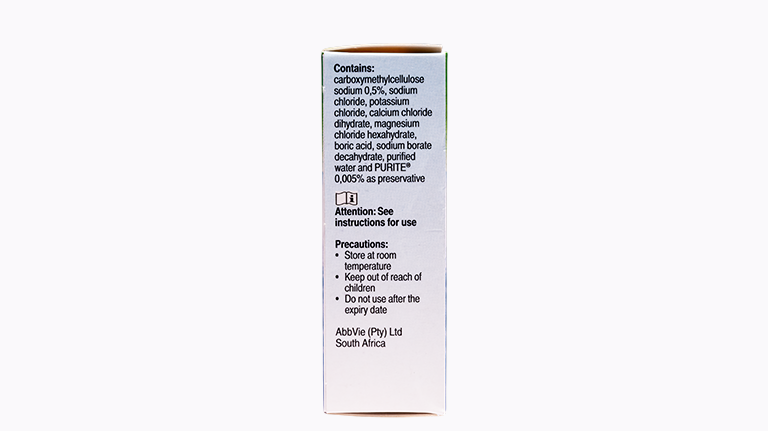 Contains:
carboxymethylcellulose
sodium 0,5%, sodium
chloride, potassium
chloride, calcium chloride
dihydrate, magnesium
chloride hexahydrate,
boric acid, sodium borate
decahydrate, purified
water and PURITE®
0,005% as preservative
i
Attention: See
instructions for use
Precautions:
• Store at room
temperature
• Keep out of reach of
children
• Do not use after the
expiry date
AbbVie (Pty) Ltd
South Africa